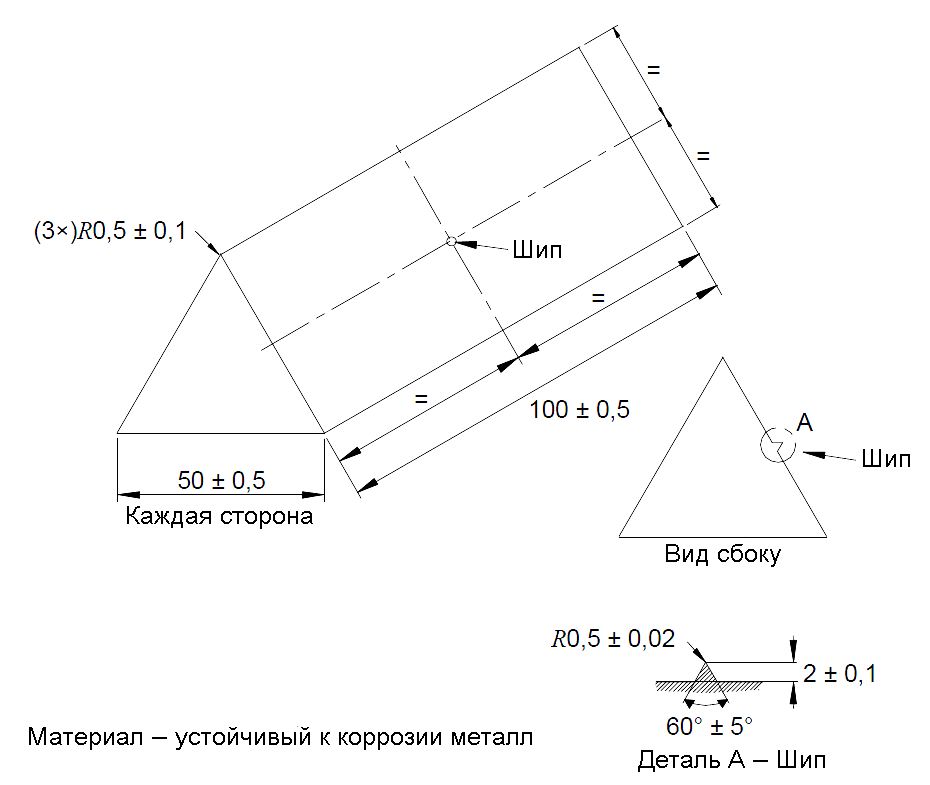 =
=
(3×)R0,5 ± 0,1
Шип
=
=
100 ± 0,5
A
Шип
50 ± 0,5
Каждая сторона
Вид сбоку
R0,5 ± 0,02
2 ± 0,1
60° ± 5°
Материал – устойчивый к коррозии металл
Деталь А – Шип